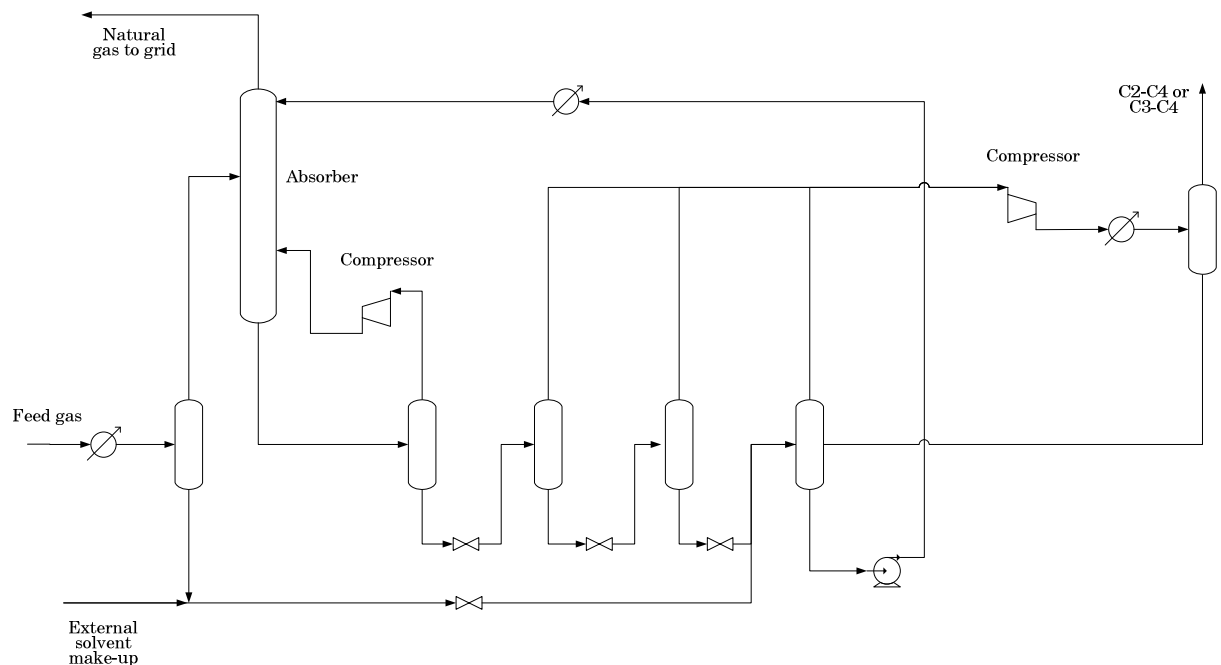 Natural
gas to grid
C2-C4 or
C3-C4
Compressor
Absorber
Compressor
Feed gas
External
solvent
make-up